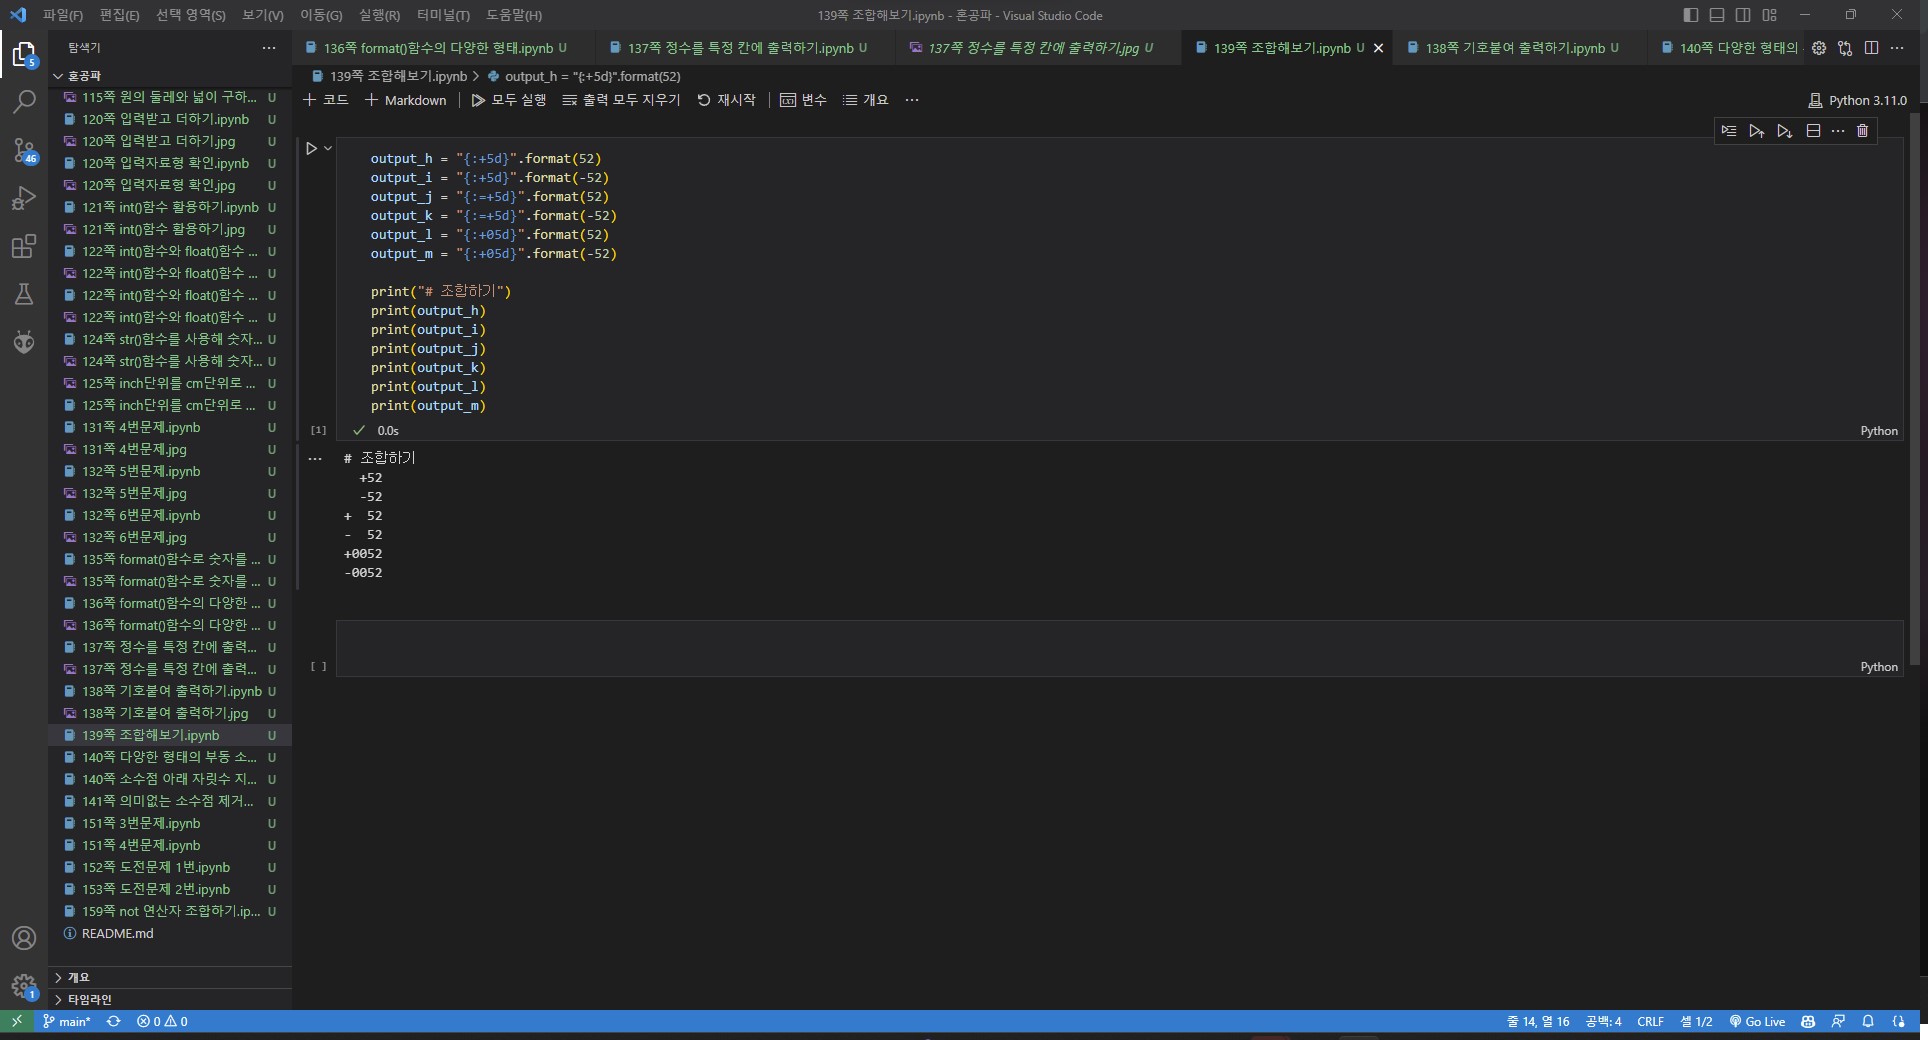 파일(F) 편집(E) 선택 영역(S) 보기(V) 이동(G) 실행(R) 터미널(T) 도움말(H)
139쪽 조합해보기.ipynb - 혼공파 - Visual Studio Code
탐색기 ...
136쪽 format()함수의 다양한 형태.ipynb U
137쪽 정수를 특정 칸에 출력하기.ipynb U
137쪽 정수를 특정 칸에 출력하기.jpg U
139쪽 조합해보기.ipynb U
138쪽 기호붙여 출력하기.ipynb U
140쪽 다양한 형태의
혼공파
115쪽 원의 둘레와 넓이 구하... U
120쪽 입력받고 더하기.ipynb U
120쪽 입력받고 더하기.jpg U
120쪽 입력자료형 확인.ipynb U
120쪽 입력자료형 확인.jpg U
121쪽 int()함수 활용하기.ipynb U
121쪽 int()함수 활용하기.jpg U
122쪽 int()함수와 float()함수 ... U
122쪽 int()함수와 float()함수 ... U
122쪽 int()함수와 float()함수 ... U
122쪽 int()함수와 float()함수 ... U
124쪽 str()함수를 사용해 숫자... U
124쪽 str()함수를 사용해 숫자... U
125쪽 inch단위를 cm단위로 ... U
125쪽 inch단위를 cm단위로 ... U
131쪽 4번문제.ipynb U
131쪽 4번문제.jpg U
132쪽 5번문제.ipynb U
132쪽 5번문제.jpg U
132쪽 6번문제.ipynb U
132쪽 6번문제.jpg U
135쪽 format()함수로 숫자를 ... U
135쪽 format()함수로 숫자를 ... U
136쪽 format()함수의 다양한 ... U
136쪽 format()함수의 다양한 ... U
137쪽 정수를 특정 칸에 출력... U
137쪽 정수를 특정 칸에 출력... U
138쪽 기호붙여 출력하기.ipynb U
138쪽 기호붙여 출력하기.jpg U
139쪽 조합해보기.ipynb U
140쪽 다양한 형태의 부동 소... U
140쪽 소수점 아래 자릿수 지... U
141쪽 의미없는 소수점 제거... U
151쪽 3번문제.ipynb U
151쪽 4번문제.ipynb U
152쪽 도전문제 1번.ipynb U
153쪽 도전문제 2번.ipynb U
159쪽 not 연산자 조합하기.ip... U
README.md
개요
타임라인
5
46
1
139쪽 조합해보기.ipynb > output_h = "{:+5d}".format(52)
+ 코드 + Markdown 모두 실행 출력 모두 지우기 재시작 변수 개요 ...
Python 3.11.0
output_h = "{:+5d}".format(52)
output_i = "{:+5d}".format(-52)
output_j = "{:=+5d}".format(52)
output_k = "{:=+5d}".format(-52)
output_l = "{:+05d}".format(52)
output_m = "{:+05d}".format(-52)
print("# 조합하기")
print(output_h)
print(output_i)
print(output_j)
print(output_k)
print(output_l)
print(output_m)
[1] 0.0s Python
# 조합하기
  +52
  -52
+  52
-  52
+0052
-0052
[ ] Python
main* 0 0 줄 14, 열 16 공백: 4 CRLF 셀 1/2 Go Live